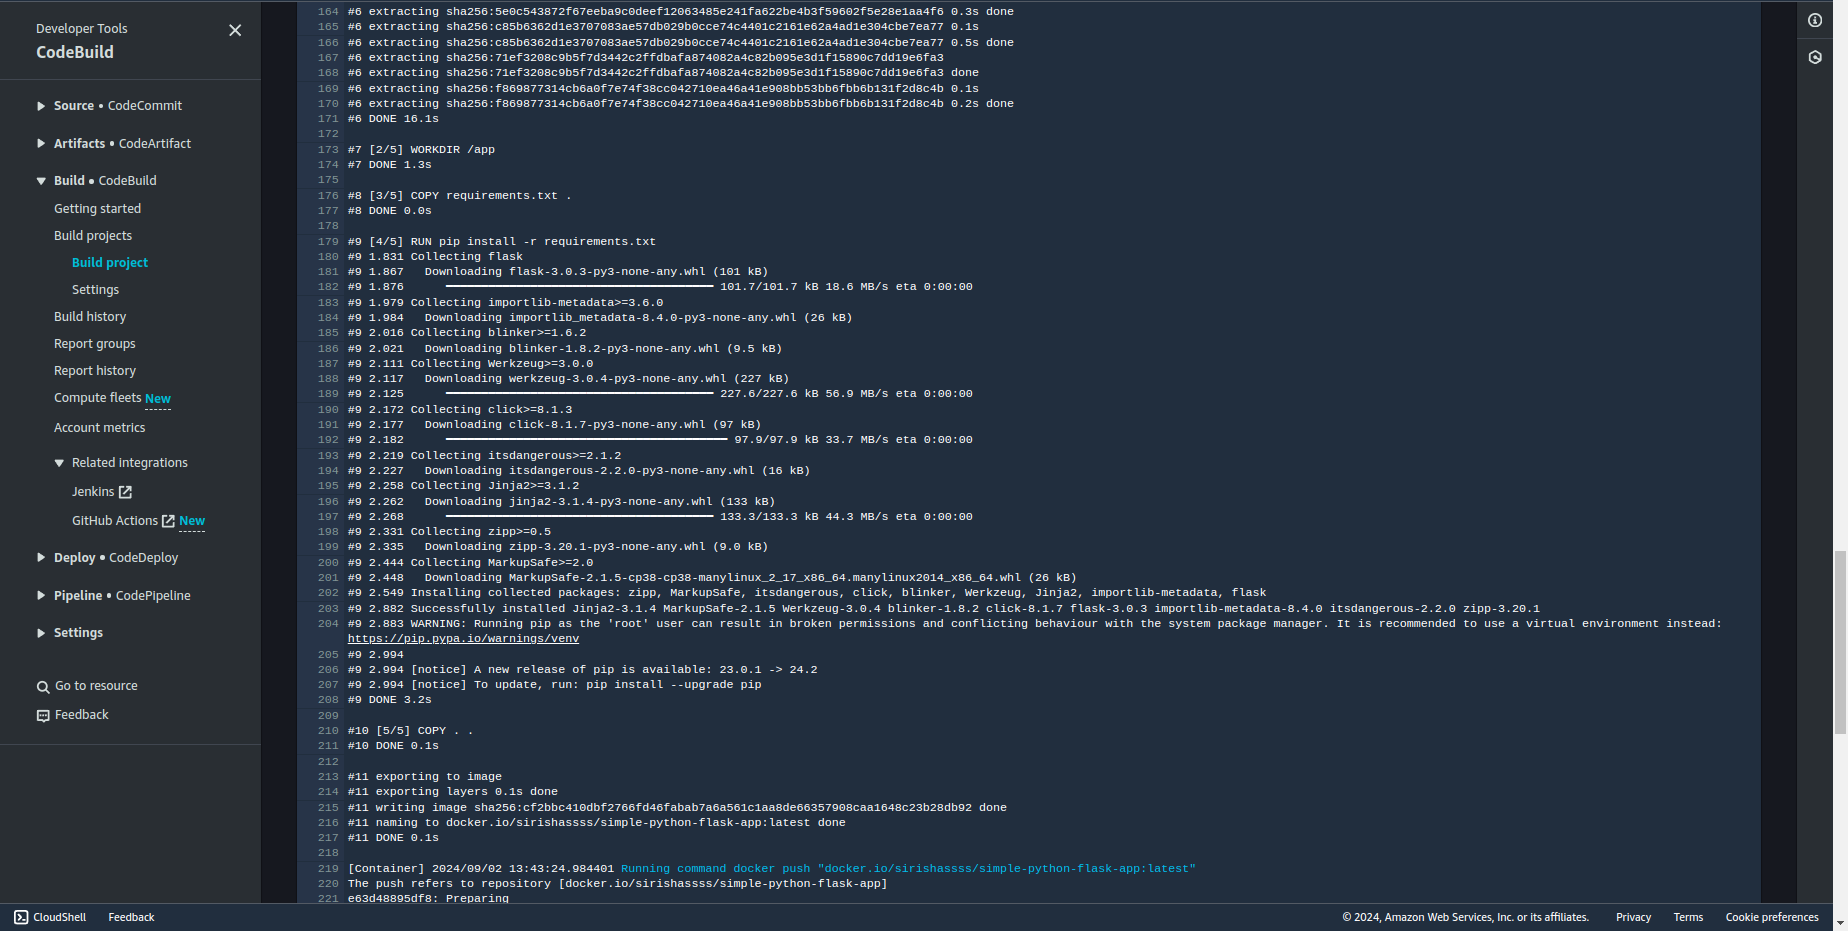 Developer Tools
CodeBuild
Source • CodeCommit
Artifacts • CodeArtifact
Build • CodeBuild
Getting started
Build projects
Build project
Settings
Build history
Report groups
Report history
Compute fleets New
Account metrics
Related integrations
Jenkins
GitHub Actions New
Deploy • CodeDeploy
Pipeline • CodePipeline
Settings
Go to resource
Feedback
164 #6 extracting sha256:5e0c543872f67eeba9c0deef12063485e241fa622be4b3f59602f5e28e1aa4f6 0.3s done
165 #6 extracting sha256:c85b6362d1e3707083ae57db029b0cce74c4401c2161e62a4ad1e304cbe7ea77 0.1s
166 #6 extracting sha256:c85b6362d1e3707083ae57db029b0cce74c4401c2161e62a4ad1e304cbe7ea77 0.5s done
167 #6 extracting sha256:71ef3208c9b5f7d3442c2ffdbafa874082a4c82b095e3d1f15890c7dd19e6fa3
168 #6 extracting sha256:71ef3208c9b5f7d3442c2ffdbafa874082a4c82b095e3d1f15890c7dd19e6fa3 done
169 #6 extracting sha256:f869877314cb6a0f7e74f38cc042710ea46a41e908bb53bb6fbb6b131f2d8c4b 0.1s
170 #6 extracting sha256:f869877314cb6a0f7e74f38cc042710ea46a41e908bb53bb6fbb6b131f2d8c4b 0.2s done
171 #6 DONE 16.1s
172
173 #7 [2/5] WORKDIR /app
174 #7 DONE 1.3s
175
176 #8 [3/5] COPY requirements.txt .
177 #8 DONE 0.0s
178
179 #9 [4/5] RUN pip install -r requirements.txt
180 #9 1.831 Collecting flask
181 #9 1.867 Downloading flask-3.0.3-py3-none-any.whl (101 kB)
182 #9 1.876 101.7/101.7 kB 18.6 MB/s eta 0:00:00
183 #9 1.979 Collecting importlib-metadata>=3.6.0
184 #9 1.984 Downloading importlib_metadata-8.4.0-py3-none-any.whl (26 kB)
185 #9 2.016 Collecting blinker>=1.6.2
186 #9 2.021 Downloading blinker-1.8.2-py3-none-any.whl (9.5 kB)
187 #9 2.111 Collecting Werkzeug>=3.0.0
188 #9 2.117 Downloading werkzeug-3.0.4-py3-none-any.whl (227 kB)
189 #9 2.125 227.6/227.6 kB 56.9 MB/s eta 0:00:00
190 #9 2.172 Collecting click>=8.1.3
191 #9 2.177 Downloading click-8.1.7-py3-none-any.whl (97 kB)
192 #9 2.182 97.9/97.9 kB 33.7 MB/s eta 0:00:00
193 #9 2.219 Collecting itsdangerous>=2.1.2
194 #9 2.227 Downloading itsdangerous-2.2.0-py3-none-any.whl (16 kB)
195 #9 2.258 Collecting Jinja2>=3.1.2
196 #9 2.262 Downloading jinja2-3.1.4-py3-none-any.whl (133 kB)
197 #9 2.268 133.3/133.3 kB 44.3 MB/s eta 0:00:00
198 #9 2.331 Collecting zipp>=0.5
199 #9 2.335 Downloading zipp-3.20.1-py3-none-any.whl (9.0 kB)
200 #9 2.444 Collecting MarkupSafe>=2.0
201 #9 2.448 Downloading MarkupSafe-2.1.5-cp38-cp38-manylinux_2_17_x86_64.manylinux2014_x86_64.whl (26 kB)
202 #9 2.549 Installing collected packages: zipp, MarkupSafe, itsdangerous, click, blinker, Werkzeug, Jinja2, importlib-metadata, flask
203 #9 2.882 Successfully installed Jinja2-3.1.4 MarkupSafe-2.1.5 Werkzeug-3.0.4 blinker-1.8.2 click-8.1.7 flask-3.0.3 importlib-metadata-8.4.0 itsdangerous-2.2.0 zipp-3.20.1
204 #9 2.883 WARNING: Running pip as the 'root' user can result in broken permissions and conflicting behaviour with the system package manager. It is recommended to use a virtual environment instead:
https://pip.pypa.io/warnings/venv
205 #9 2.994
206 #9 2.994 [notice] A new release of pip is available: 23.0.1 -> 24.2
207 #9 2.994 [notice] To update, run: pip install --upgrade pip
208 #9 DONE 3.2s
209
210 #10 [5/5] COPY . .
211 #10 DONE 0.1s
212
213 #11 exporting to image
214 #11 exporting layers 0.1s done
215 #11 writing image sha256:cf2bbc410dbf2766fd46fabab7a6a561c1aa8de66357908caa1648c23b28db92 done
216 #11 naming to docker.io/sirishassss/simple-python-flask-app:latest done
217 #11 DONE 0.1s
218
219 [Container] 2024/09/02 13:43:24.984401 Running command docker push "docker.io/sirishassss/simple-python-flask-app:latest"
220 The push refers to repository [docker.io/sirishassss/simple-python-flask-app]
221 e63d48895df8: Preparing
CloudShell Feedback © 2024, Amazon Web Services, Inc. or its affiliates. Privacy Terms Cookie preferences